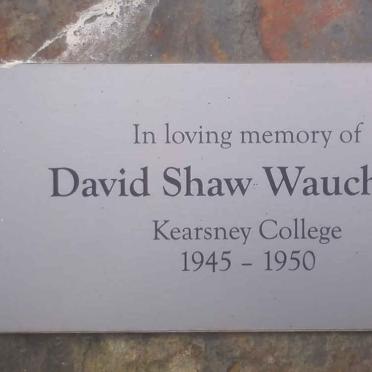 In loving memory of
David Shaw Wauch
Kearsney College
1945 – 1950